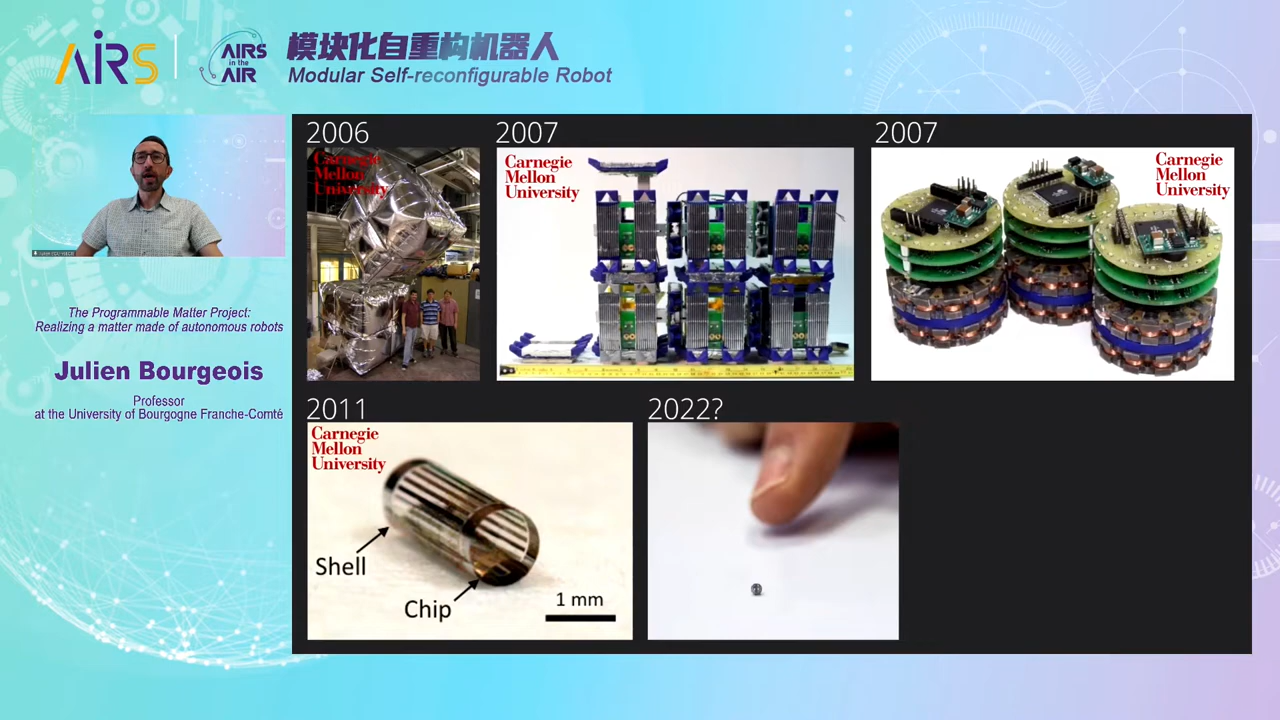 AIRS
AIRS
in the
AIR
模块化自重构机器人
Modular Self-reconfigurable Robot
The Programmable Matter Project:
Realizing a matter made of autonomous robots
Julien Bourgeois
Professor
at the University of Bourgogne Franche-Comté
2006
Carnegie
Mellon
University
2007
Carnegie
Mellon
University
2007
Carnegie
Mellon
University
2011
Carnegie
Mellon
University
Shell
Chip
1 mm
2022?